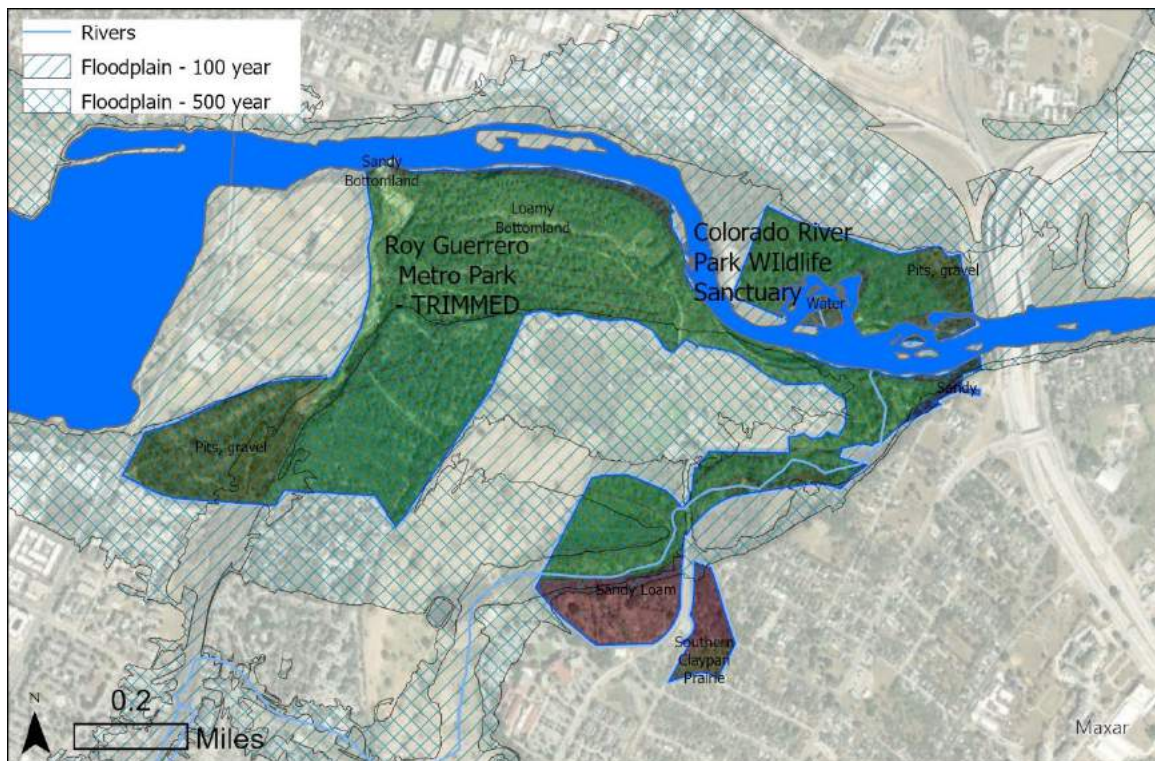 Rivers
Floodplain - 100 year
Floodplain - 500 year
Sandy
Bottomland
Loamy
Bottomland
Roy Guerrero
Metro Park
- TRIMMED
Colorado River
Park WIldlife
Sanctuary
Pits, gravel
Water
Sandy
Pits, gravel
Sandy Loam
Southern
Claypan
Prairie
N
0.2
Miles
Maxar